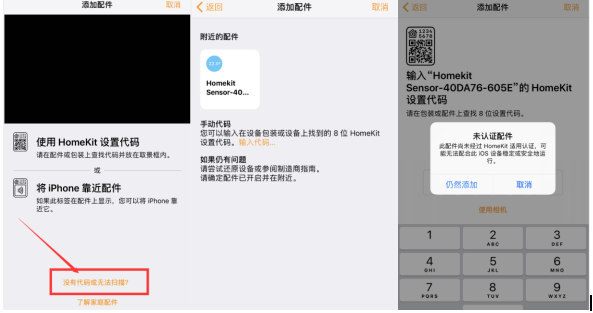 添加配件
取消
使用 HomeKit 设置代码
请在配件或包装上查找代码并放在取景框内。
或
将 iPhone 靠近配件
如果此标签在配件上显示，您可以将 iPhone 靠
近它。
没有代码或无法扫描?
了解家庭配件
返回
添加配件
取消
附近的配件
Homekit
Sensor-40...
手动代码
您可以输入在设备包装或设备上找到的 8 位 HomeKit
设置代码。输入代码...
如果仍有问题
请尝试还原设备或参阅制造商指南。
请确定配件已开启并在附近。
返回
添加配件
取消
1234
5678
输入“Homekit
Sensor-40DA76-605E”的 HomeKit
设置代码
请在包装或配件上查找 8 位设置代码。
未认证配件
此配件尚未经过 HomeKit 适用认证，可
能无法配合此 iOS 设备稳定或安全地运
行。
仍然添加
取消
使用相机
1
2
ABC
3
DEF
4
GHI
5
JKL
6
MNO
7
PQRS
8
TUV
9
WXYZ